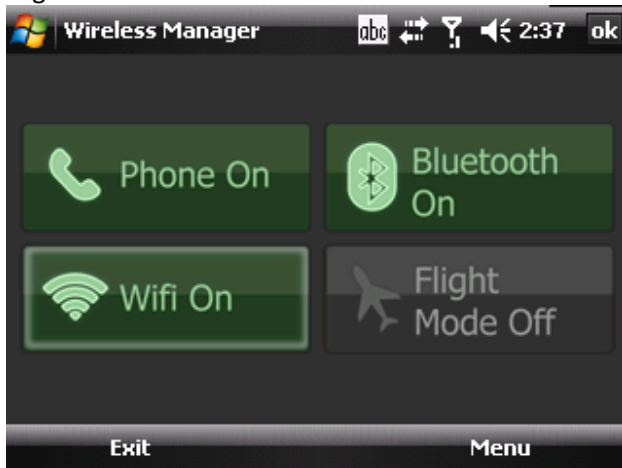 Wireless Manager abc 2:37 ok
Phone On
Bluetooth
On
Wifi On
Flight
Mode Off
Exit Menu